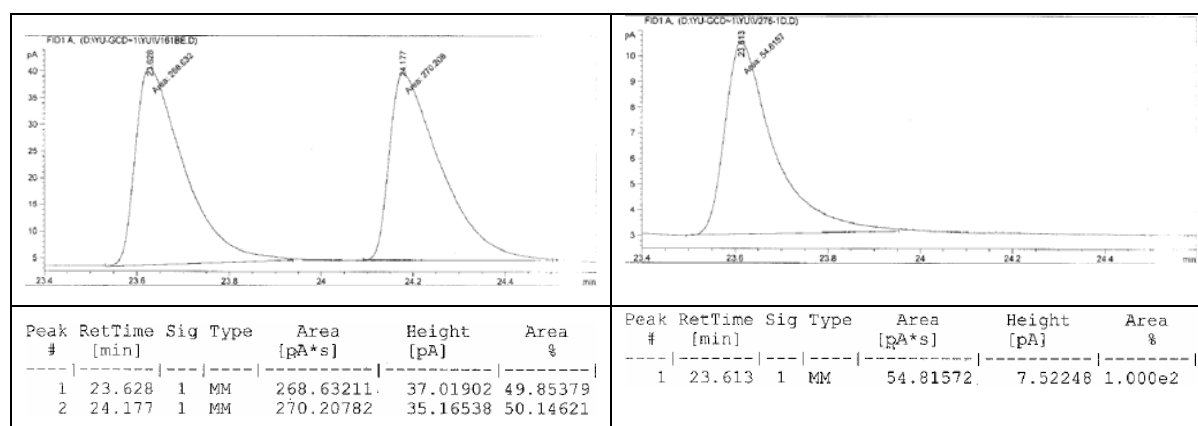 FID1 A, (D:\YU-GCD~1\YUI\V161BE.D)
pA
40
35
30
25
20
15
10
5
23.628
Area: 268.632
24.177
Area: 270.208
23.4 23.6 23.8 24 24.2 24.4 min
FID1 A, (D:\YU-GCD~1\YUI\V276-1D.D)
pA
10
9
8
7
6
5
4
3
23.613
Area: 54.8157
23.4 23.6 23.8 24 24.2 24.4 min
Peak RetTime Sig Type Area Height Area
# [min] [pA*s] [pA] %
1 23.628 1 MM 268.63211 37.01902 49.85379
2 24.177 1 MM 270.20782 35.16538 50.14621
Peak RetTime Sig Type Area Height Area
# [min] [pA*s] [pA] %
1 23.613 1 MM 54.81572 7.52248 1.000e2